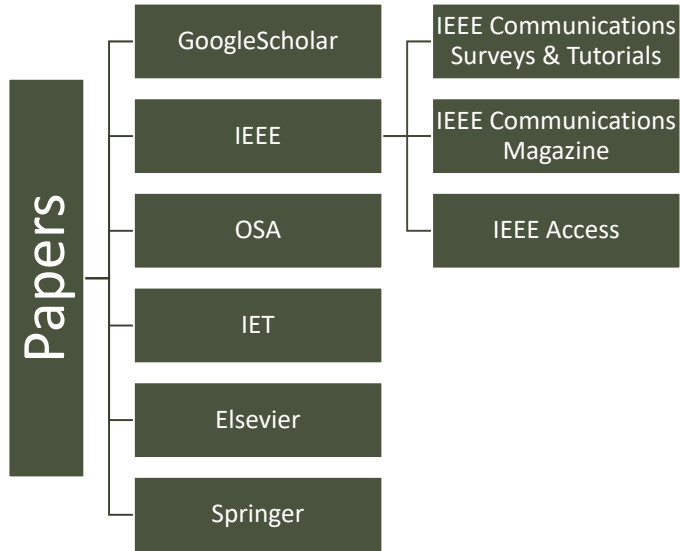 Papers
GoogleScholar
IEEE
OSA
IET
Elsevier
Springer
IEEE Communications
Surveys & Tutorials
IEEE Communications
Magazine
IEEE Access